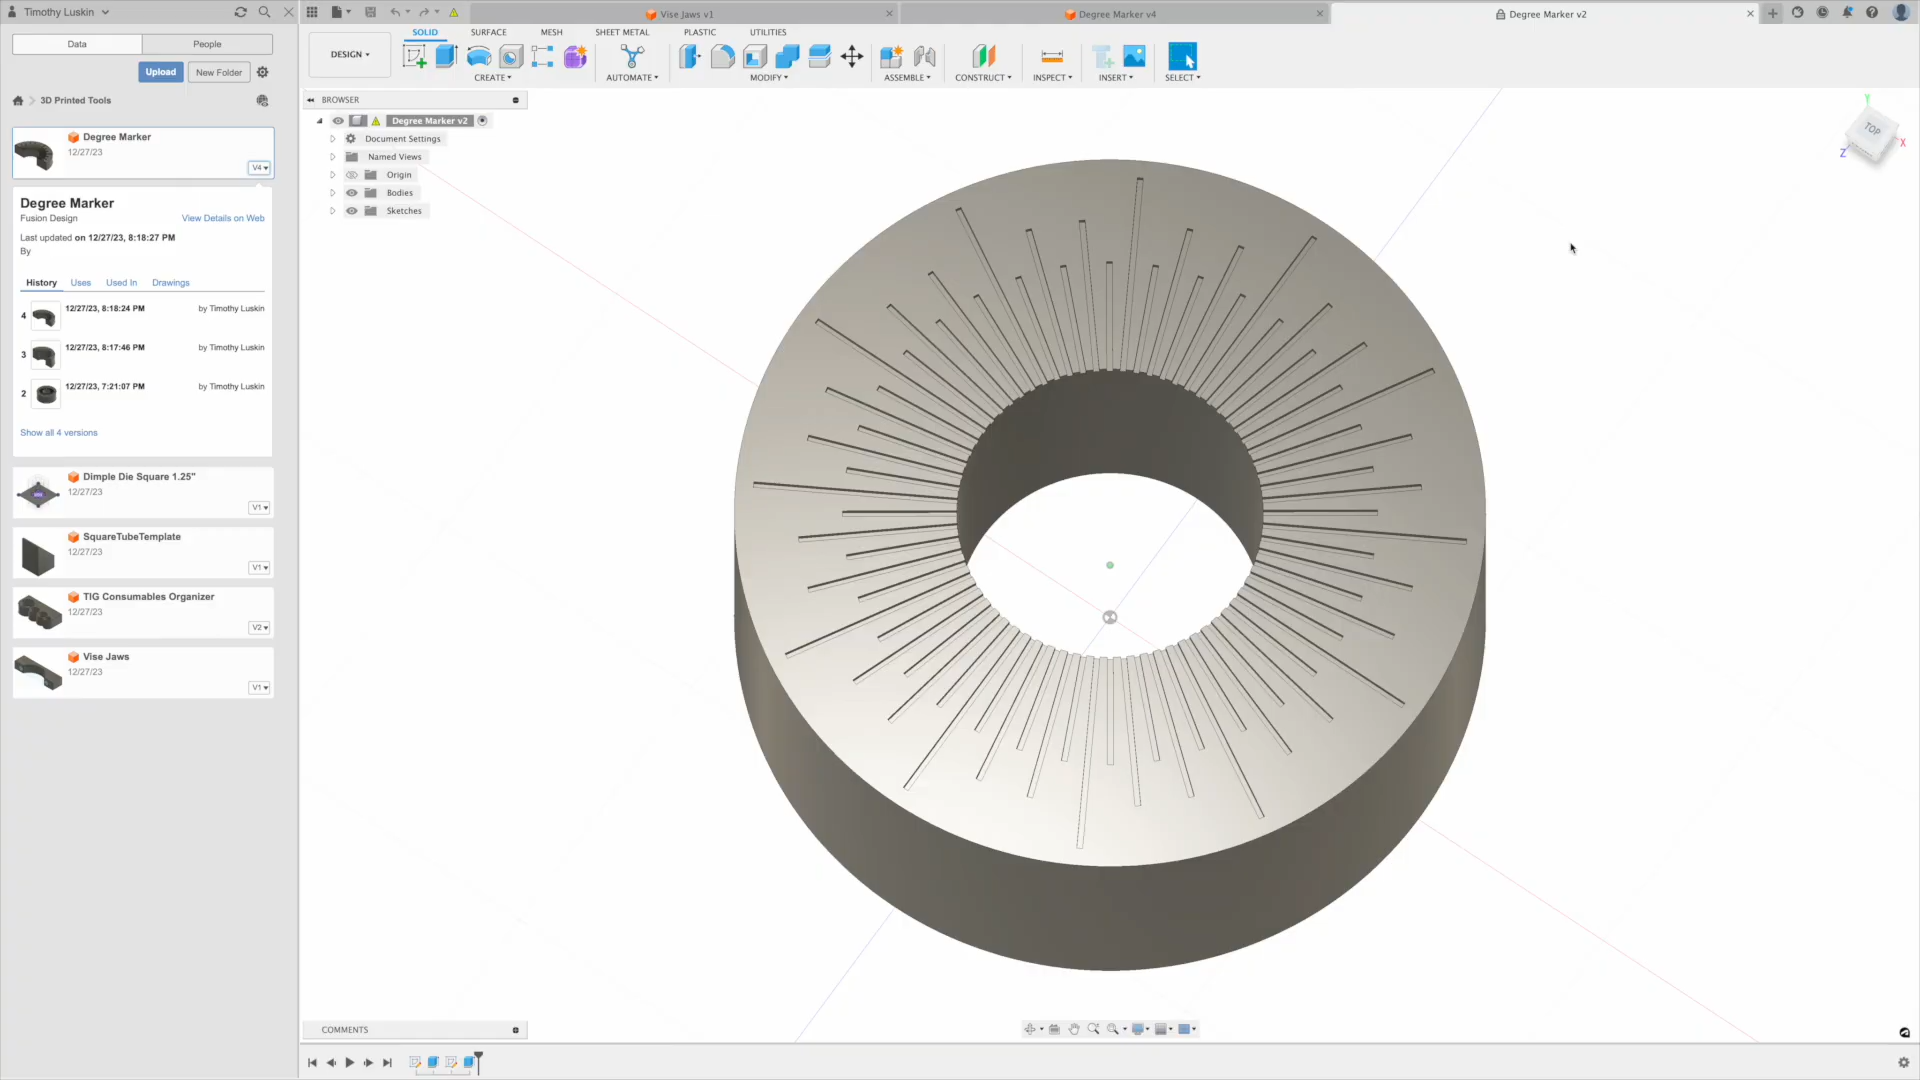 Timothy Luskin
Data
People
Upload
New Folder
3D Printed Tools
Degree Marker
12/27/23
V4
Degree Marker
Fusion Design
View Details on Web
Last updated on 12/27/23, 8:18:27 PM
By
History
Uses
Used In
Drawings
4
12/27/23, 8:18:24 PM
by Timothy Luskin
3
12/27/23, 8:17:46 PM
by Timothy Luskin
2
12/27/23, 7:21:07 PM
by Timothy Luskin
Show all 4 versions
Dimple Die Square 1.25"
12/27/23
V1
SquareTubeTemplate
12/27/23
V1
TIG Consumables Organizer
12/27/23
V2
Vise Jaws
12/27/23
V1
Vise Jaws v1
Degree Marker v4
Degree Marker v2
DESIGN
SOLID
SURFACE
MESH
SHEET METAL
PLASTIC
UTILITIES
CREATE
AUTOMATE
MODIFY
ASSEMBLE
CONSTRUCT
INSPECT
INSERT
SELECT
BROWSER
Degree Marker v2
Document Settings
Named Views
Origin
Bodies
Sketches
Y
TOP
X
Z
COMMENTS